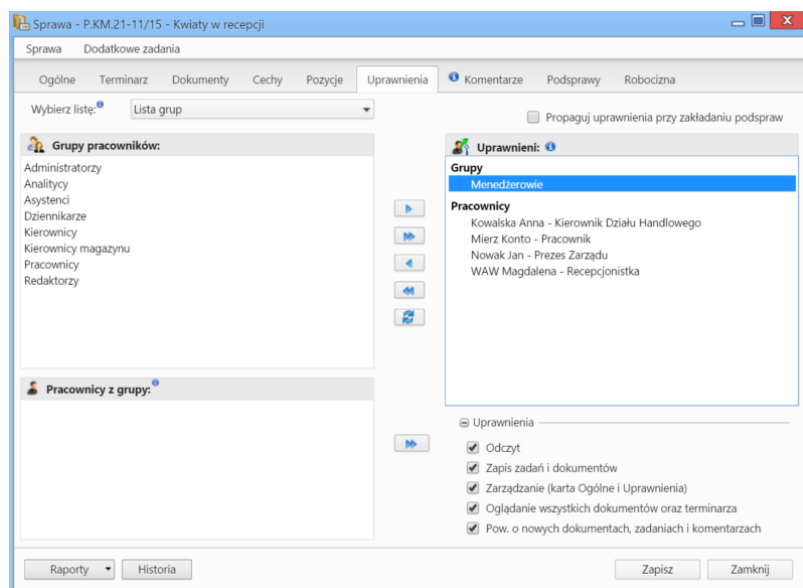 Sprawa - P.KM.21-11/15 - Kwiaty w recepcji
Sprawa Dodatkowe zadania
Ogólne Terminarz Dokumenty Cechy Pozycje Uprawnienia Komentarze Podsprawy Robocizna
Wybierz listę: Lista grup
Propaguj uprawnienia przy zakładaniu podspraw
Grupy pracowników:
Administratorzy
Analitycy
Asystenci
Dziennikarze
Kierownicy
Kierownicy magazynu
Pracownicy
Redaktorzy
Pracownicy z grupy:
Uprawnieni:
Grupy
Menedżerowie
Pracownicy
Kowalska Anna - Kierownik Działu Handlowego
Mierz Konto - Pracownik
Nowak Jan - Prezes Zarządu
WAW Magdalena - Recepcjonistka
Uprawnienia
Odczyt
Zapis zadań i dokumentów
Zarządzanie (karta Ogólne i Uprawnienia)
Oglądanie wszystkich dokumentów oraz terminarza
Pow. o nowych dokumentach, zadaniach i komentarzach
Raporty Historia Zapisz Zamknij